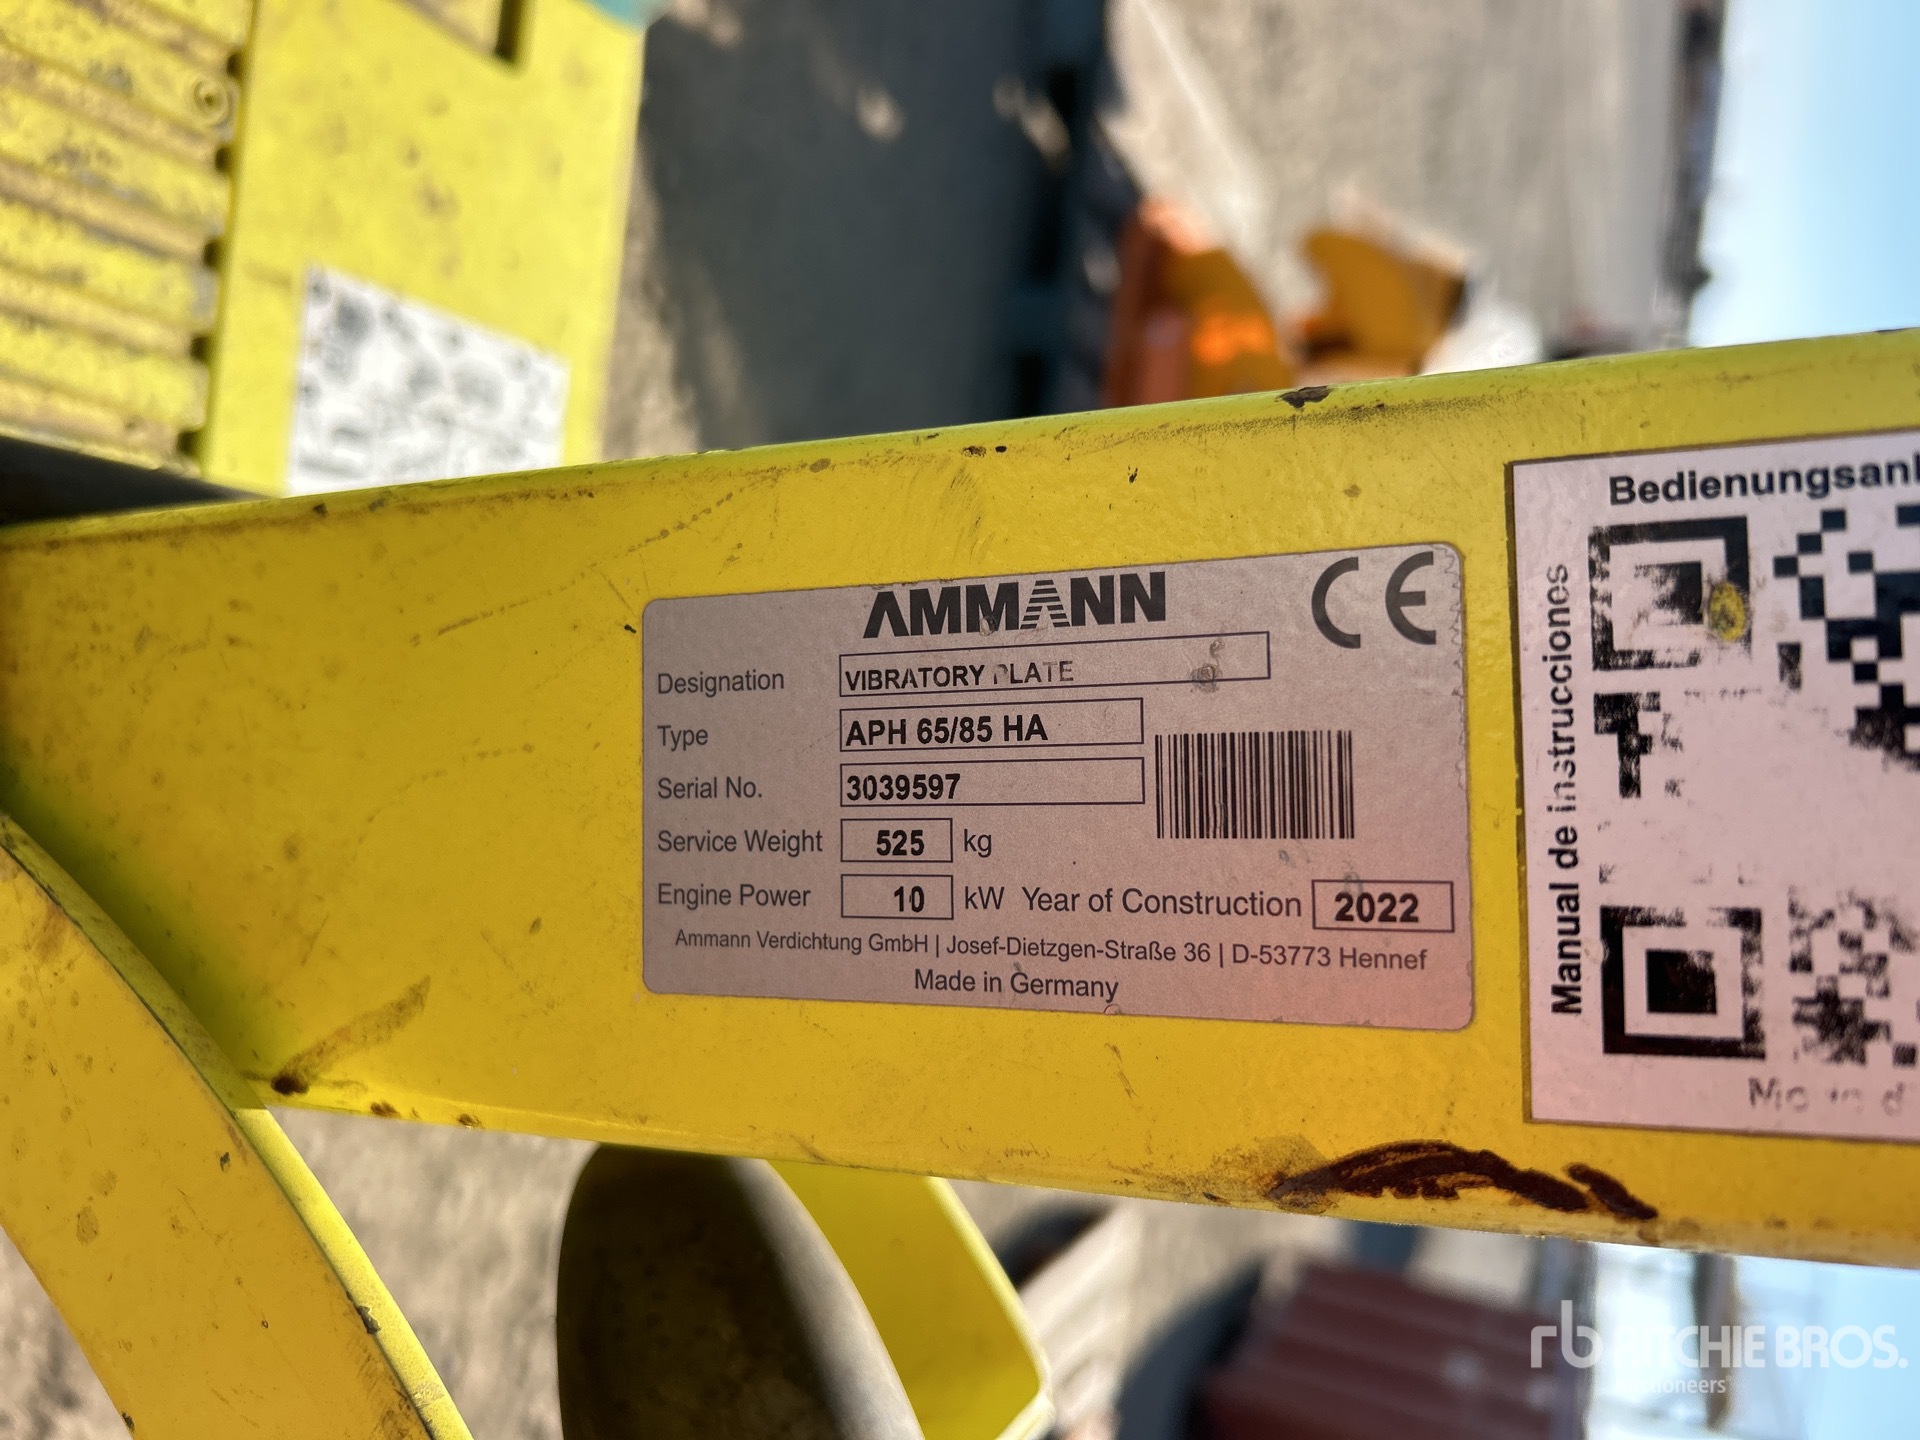 AMMANN
CE
Designation VIBRATORY PLATE
Type APH 65/85 HA
Serial No. 3039597
Service Weight 525 kg
Engine Power 10 kW Year of Construction 2022
Ammann Verdichtung GmbH | Josef-Dietzgen-Straße 36 | D-53773 Hennef
Made in Germany
Manual de instrucciones
rb RITCHIE BROS.